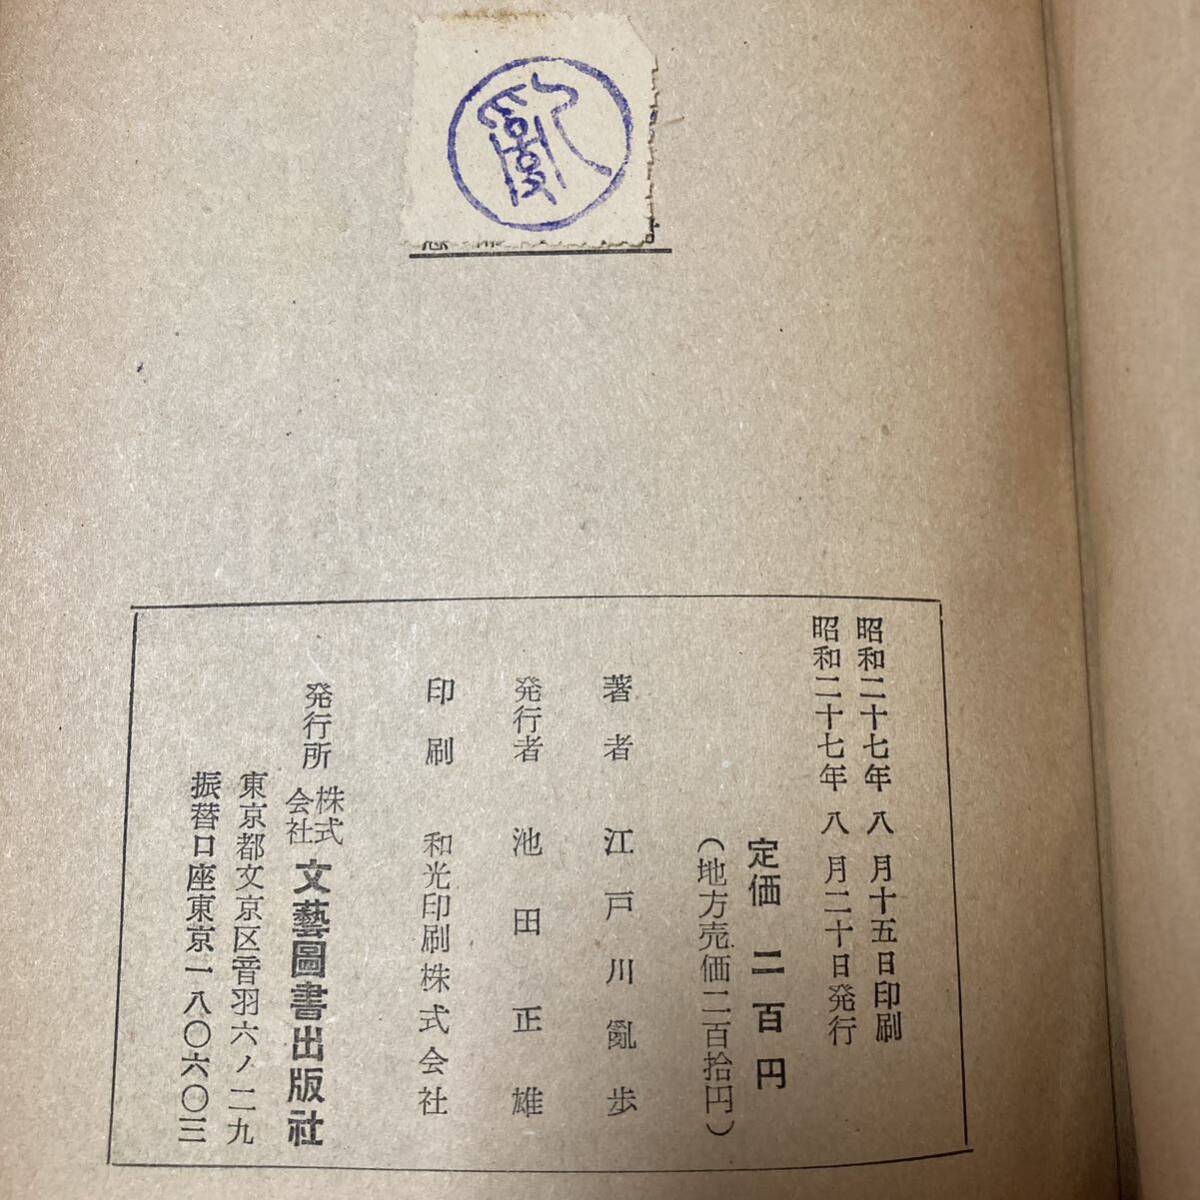 昭和二十七年 八 月十五日印刷
昭和二十七年 八 月二十日発行
定価 二百円
(地方売価二百拾円)
著者 江戸川亂歩
発行者 池田正雄
印刷 和光印刷株式会社
発行所 株式会社 文藝圖書出版社
東京都文京区音羽六ノ二九
振替口座東京一八〇六〇三